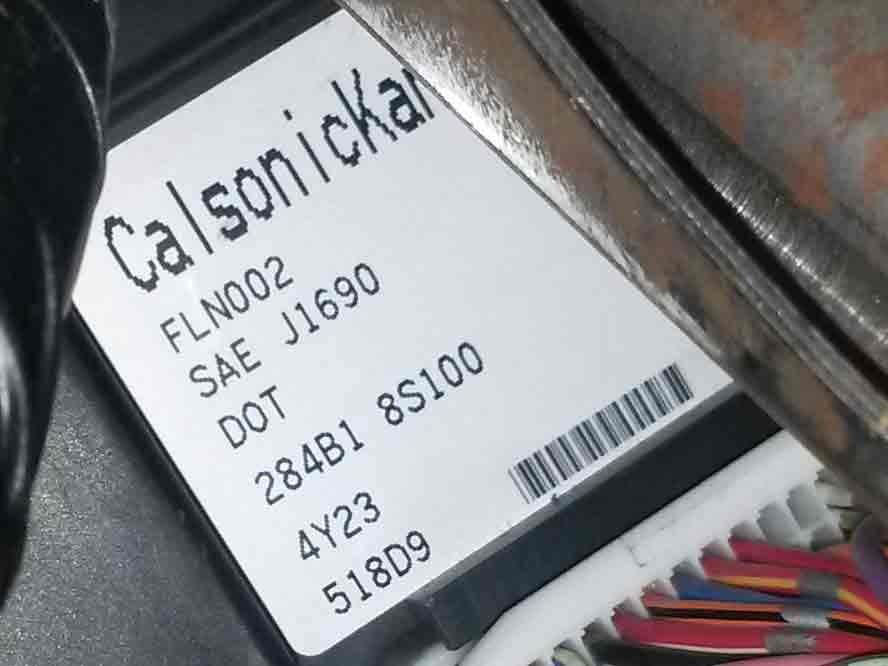 CalsonicKan
FLN002
SAE J1690
DOT
284B1 8S100
4Y23
518D9